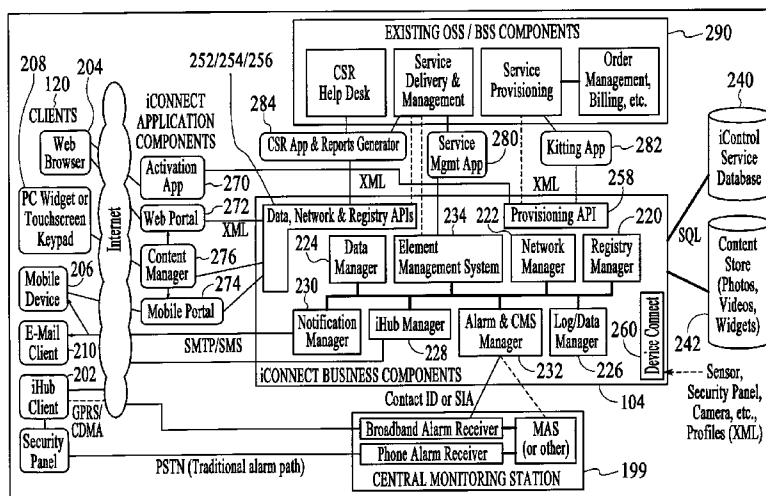 EXISTING OSS / BSS COMPONENTS
290
CSR
Help Desk
Service
Delivery &
Management
Service
Provisioning
Order
Management,
Billing, etc.
208
120
204
252/254/256
CLIENTS
iCONNECT
APPLICATION
COMPONENTS
284
CSR App & Reports Generator
Service
Mgmt App
280
Kitting App
282
240
iControl
Service
Database
Web
Browser
Activation
App
270
XML
XML
258
PC Widget or
Touchscreen
Keypad
Internet
Web Portal
272
XML
Data, Network & Registry APIs
234
222
Provisioning API
220
SQL
224
Data
Manager
Element
Management System
Network
Manager
Registry
Manager
Content
Manager
276
Content
Store
(Photos,
Videos,
Widgets)
242
Mobile
Device
206
Mobile Portal
274
230
E-Mail
Client
210
SMTP/SMS
Notification
Manager
iHub Manager
228
Alarm & CMS
Manager
232
Log/Data
Manager
226
260
Device Connect
iCONNECT BUSINESS COMPONENTS
104
Sensor,
Security Panel,
Camera, etc.,
Profiles (XML)
202
iHub
Client
GPRS/
CDMA
Contact ID or SIA
Security
Panel
PSTN (Traditional alarm path)
Broadband Alarm Receiver
Phone Alarm Receiver
MAS
(or other)
CENTRAL MONITORING STATION
199